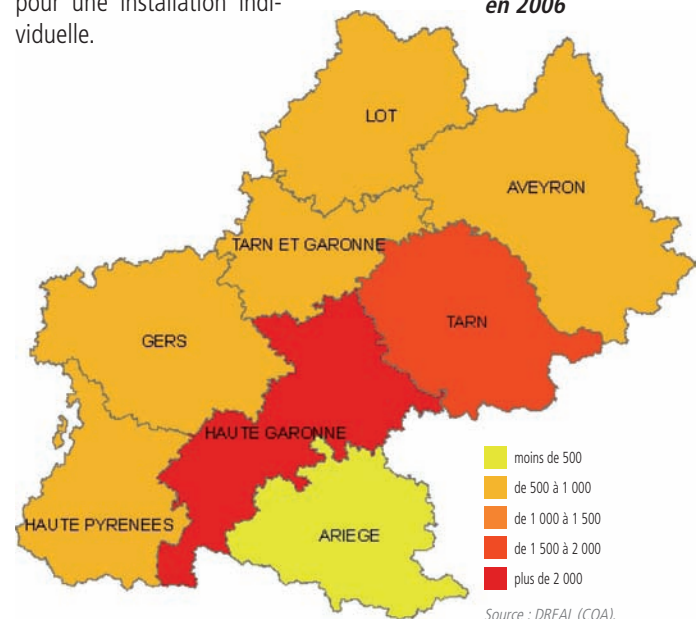 pour une installation indi-
viduelle.
en 2006
LOT
AVEYRON
TARN ET GARONNE
TARN
GERS
HAUTE GARONNE
HAUTE PYRENEES
ARIEGE
moins de 500
de 500 à 1 000
de 1 000 à 1 500
de 1 500 à 2 000
plus de 2 000
Source : DREAL (COA).